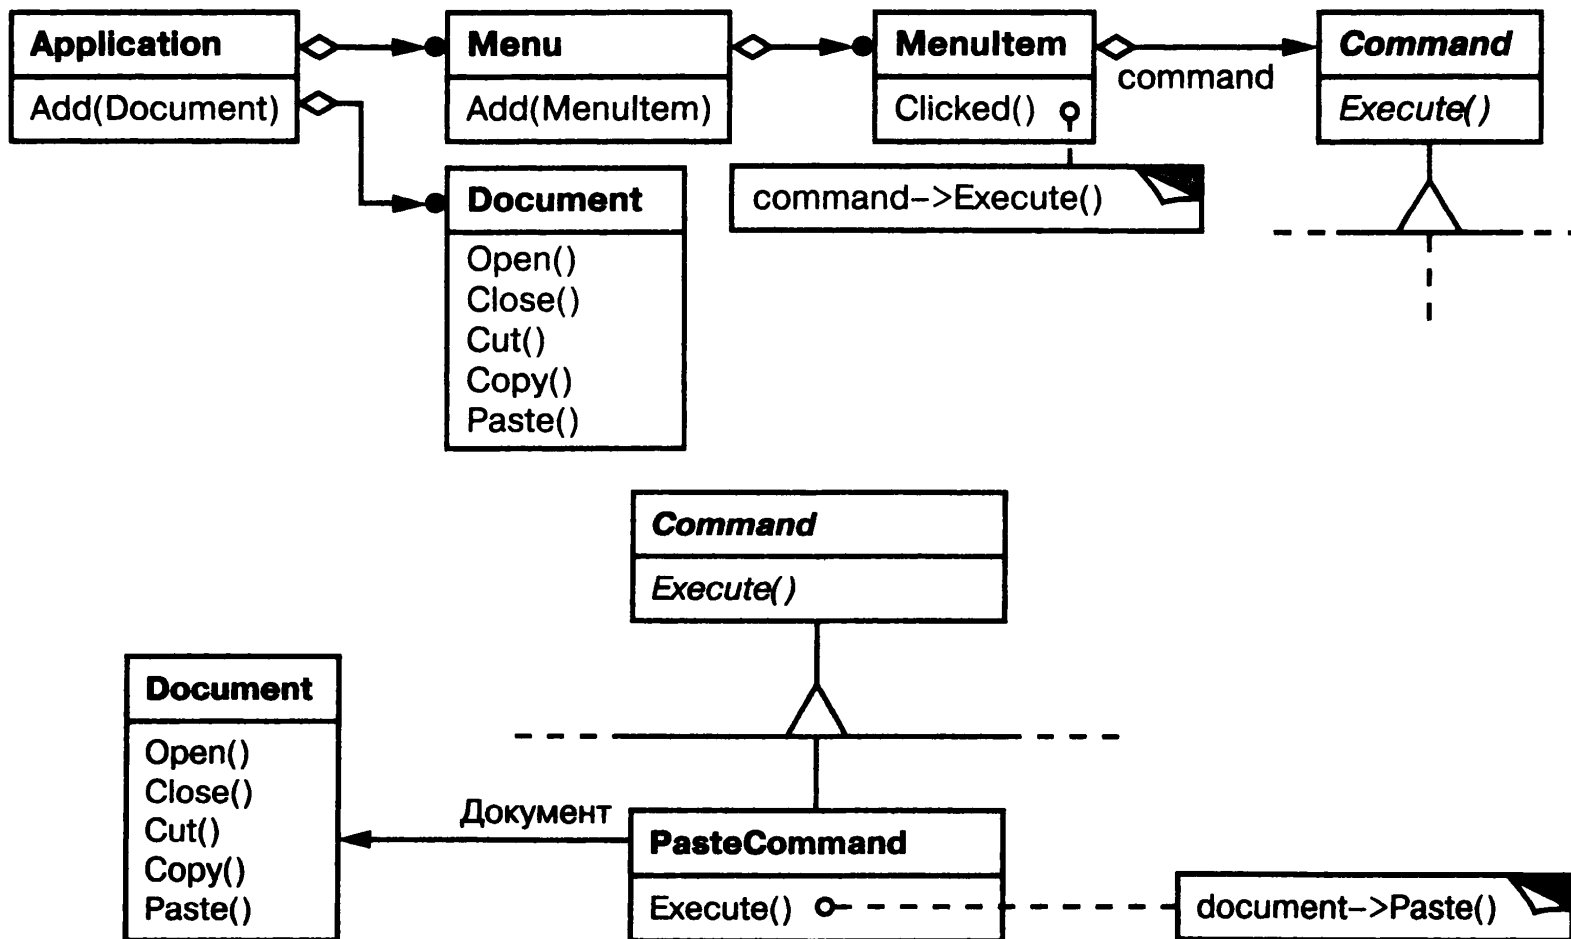 Application
Add(Document)
Menu
Add(MenuItem)
MenuItem
Clicked()
command
Command
Execute()
command->Execute()
Document
Open()
Close()
Cut()
Copy()
Paste()
Command
Execute()
Document
Open()
Close()
Cut()
Copy()
Paste()
Документ
PasteCommand
Execute()
document->Paste()